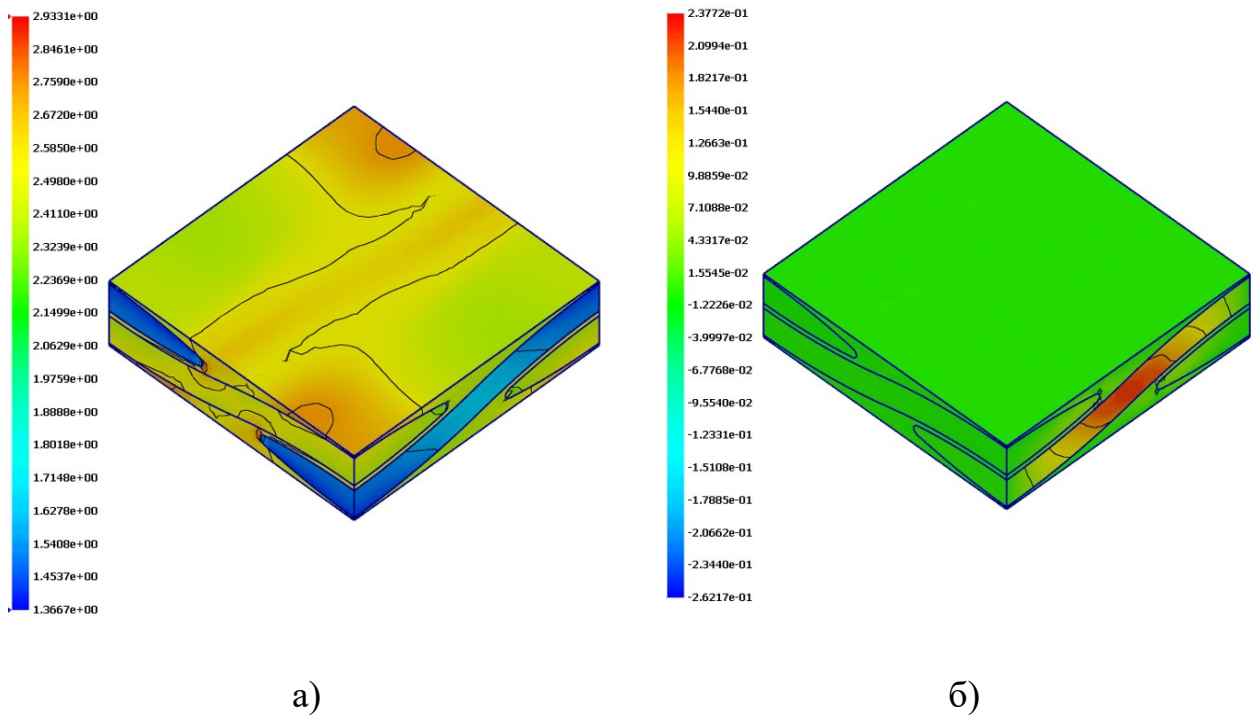 2.9331e+00
2.8461e+00
2.7590e+00
2.6720e+00
2.5850e+00
2.4980e+00
2.4110e+00
2.3239e+00
2.2369e+00
2.1499e+00
2.0629e+00
1.9759e+00
1.8888e+00
1.8018e+00
1.7148e+00
1.6278e+00
1.5408e+00
1.4537e+00
1.3667e+00
а)
2.3772e-01
2.0994e-01
1.8217e-01
1.5440e-01
1.2663e-01
9.8859e-02
7.1088e-02
4.3317e-02
1.5545e-02
-1.2226e-02
-3.9997e-02
-6.7768e-02
-9.5540e-02
-1.2331e-01
-1.5108e-01
-1.7885e-01
-2.0662e-01
-2.3440e-01
-2.6217e-01
б)